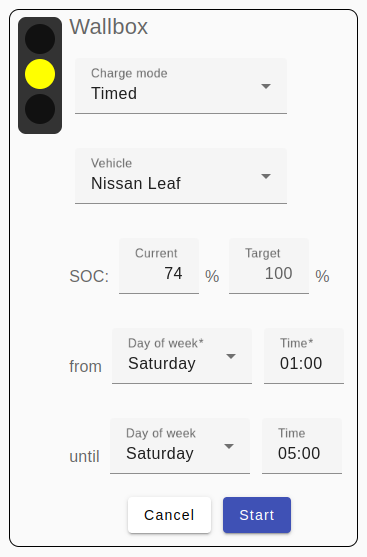 Wallbox
Charge mode
Timed
Vehicle
Nissan Leaf
Current Target
SOC: 74 % 100 %
Day of week* Time*
from Saturday 01:00
Day of week Time
until Saturday 05:00
Cancel Start